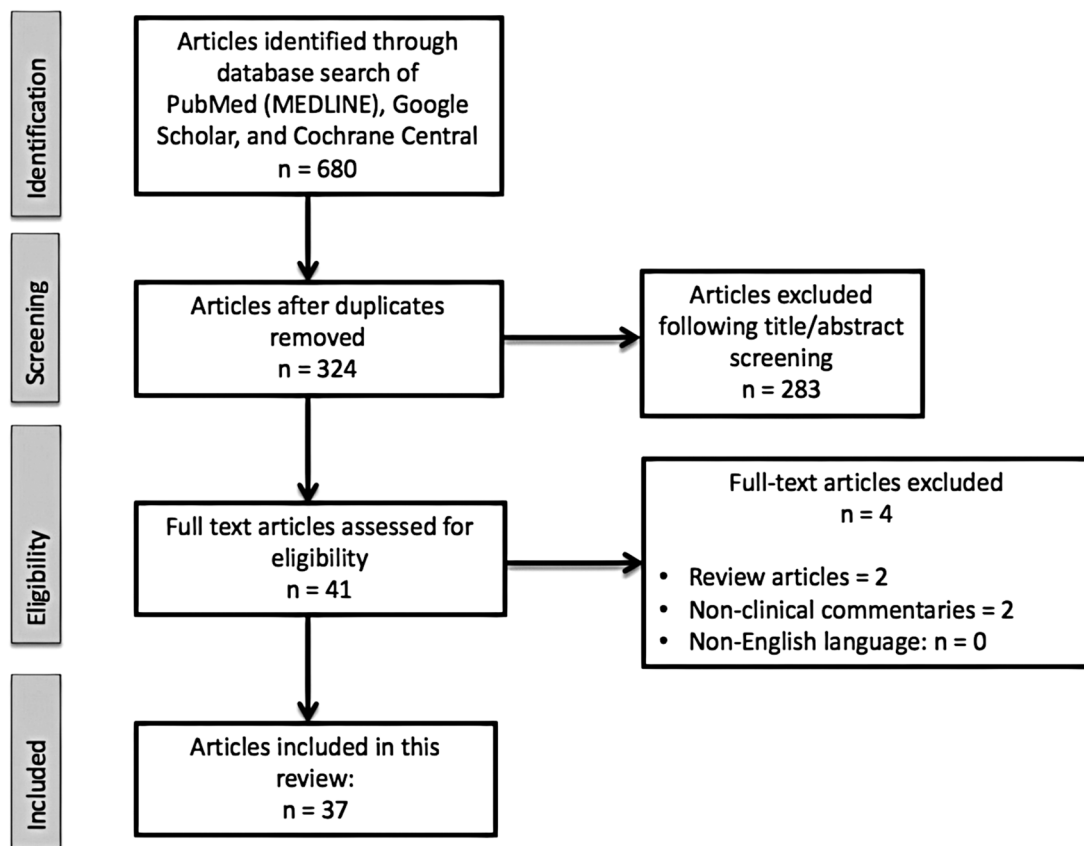 Identification
Articles identified through
database search of
PubMed (MEDLINE), Google
Scholar, and Cochrane Central
n = 680
Screening
Articles after duplicates
removed
n = 324
Articles excluded
following title/abstract
screening
n = 283
Eligibility
Full text articles assessed for
eligibility
n = 41
Full-text articles excluded
n = 4
• Review articles = 2
• Non-clinical commentaries = 2
• Non-English language: n = 0
Included
Articles included in this
review:
n = 37